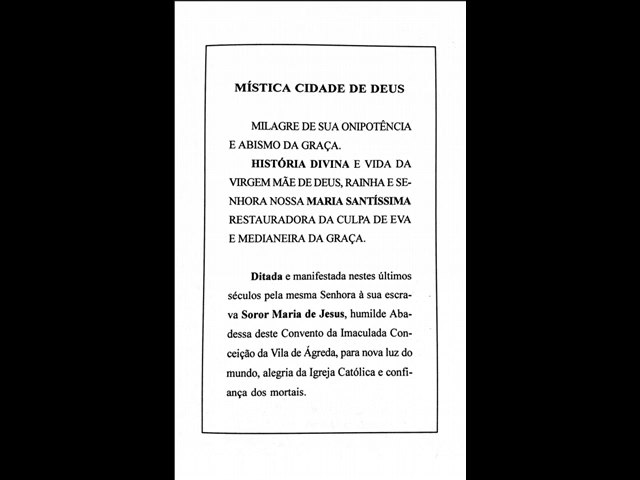 MÍSTICA CIDADE DE DEUS
MILAGRE DE SUA ONIPOTÊNCIA
E ABISMO DA GRAÇA.
HISTÓRIA DIVINA E VIDA DA
VIRGEM MÃE DE DEUS, RAINHA E SE-
NHORA NOSSA MARIA SANTÍSSIMA
RESTAURADORA DA CULPA DE EVA
E MEDIANEIRA DA GRAÇA.
Ditada e manifestada nestes últimos
séculos pela mesma Senhora à sua escra-
va Soror Maria de Jesus, humilde Aba-
dessa deste Convento da Imaculada Con-
ceição da Vila de Ágreda, para nova luz do
mundo, alegria da Igreja Católica e confi-
ança dos mortais.